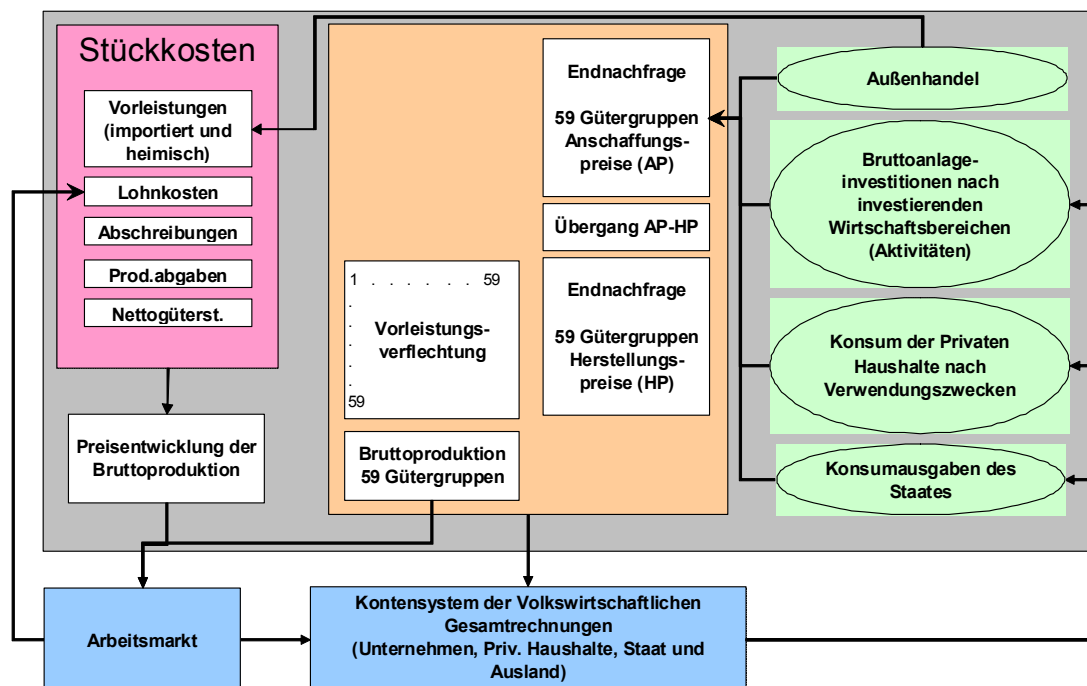 Stückkosten
Vorleistungen
(importiert und
heimisch)
Lohnkosten
Abschreibungen
Prod.abgaben
Nettogüterst.
Preisentwicklung der
Bruttoproduktion
Endnachfrage
59 Gütergruppen
Anschaffungs-
preise (AP)
Übergang AP-HP
Endnachfrage
59 Gütergruppen
Herstellungs-
preise (HP)
1 . . . . . . 59
.
.
.
.
.
.
59
Vorleistungs-
verflechtung
Bruttoproduktion
59 Gütergruppen
Außenhandel
Bruttoanlage-
investitionen nach
investierenden
Wirtschaftsbereichen
(Aktivitäten)
Konsum der Privaten
Haushalte nach
Verwendungszwecken
Konsumausgaben des
Staates
Arbeitsmarkt
Kontensystem der Volkswirtschaftlichen
Gesamtrechnungen
(Unternehmen, Priv. Haushalte, Staat und
Ausland)